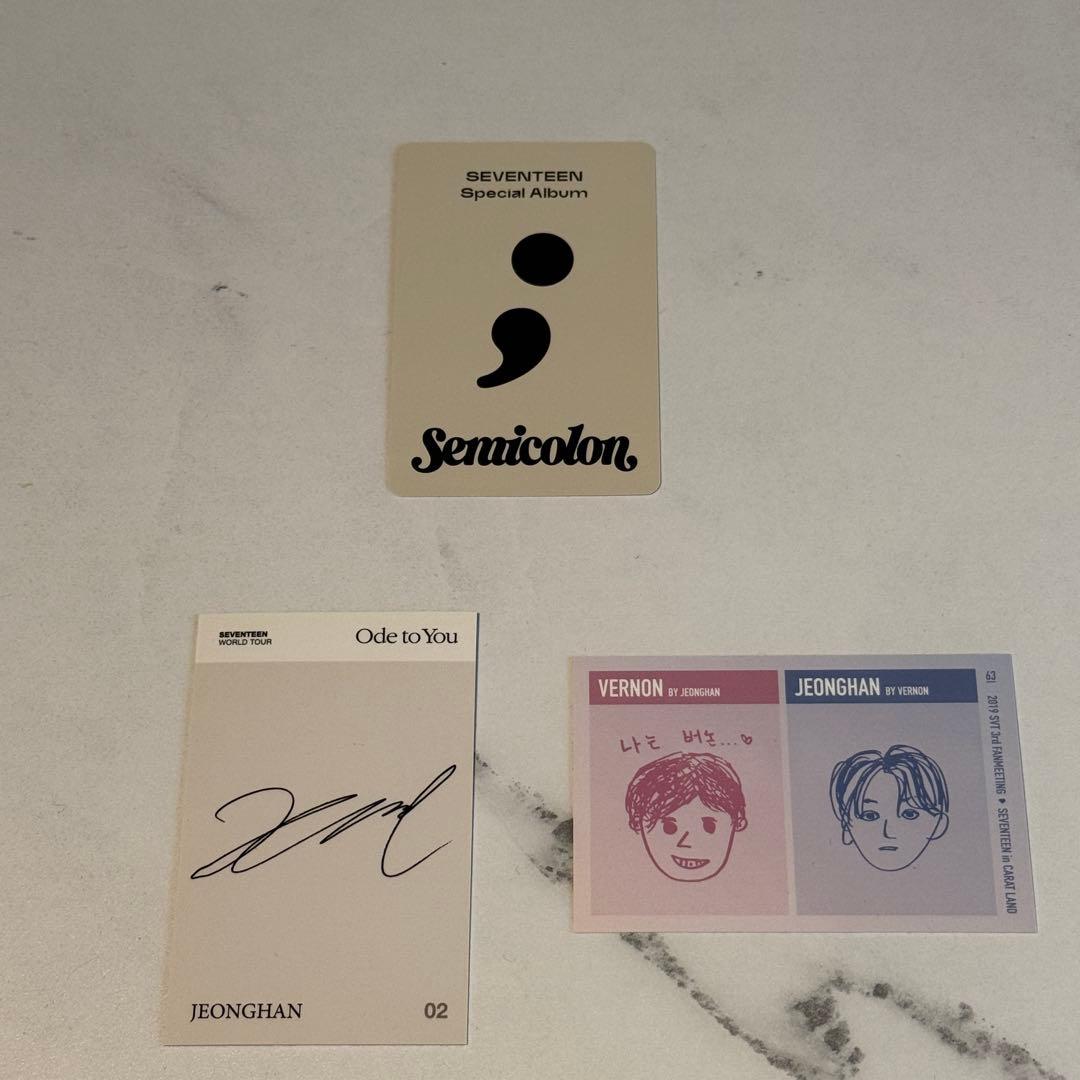 SEVENTEEN
Special Album
;
Semicolon
SEVENTEEN
WORLD TOUR
Ode to You
JEONGHAN
02
VERNON BY JEONGHAN
나는 버논...♡
JEONGHAN BY VERNON
63
2019 SVT 3rd FANMEETING ♥ SEVENTEEN in CARAT LAND